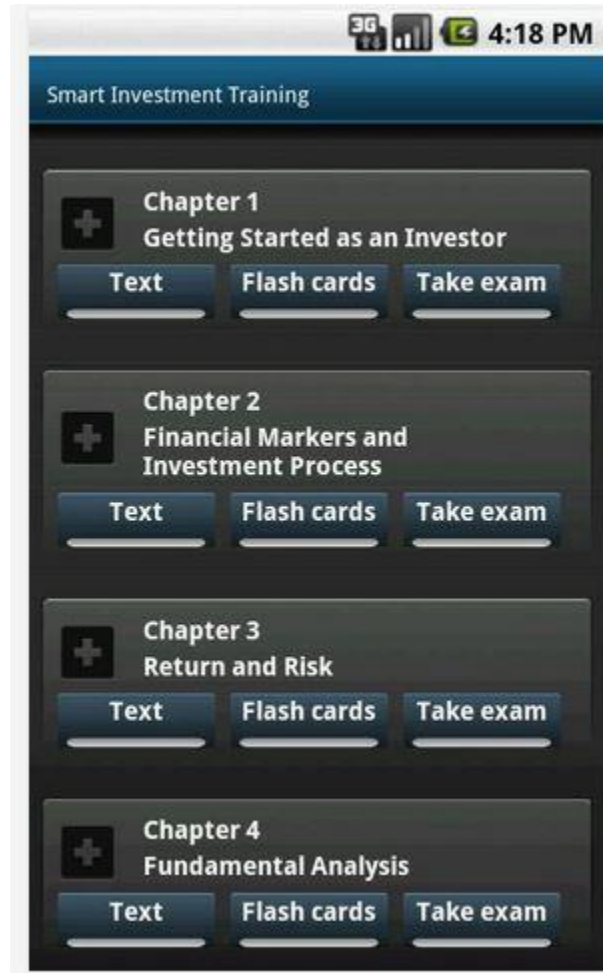 3G 4:18 PM
Smart Investment Training
Chapter 1
Getting Started as an Investor
Text Flash cards Take exam
Chapter 2
Financial Markers and
Investment Process
Text Flash cards Take exam
Chapter 3
Return and Risk
Text Flash cards Take exam
Chapter 4
Fundamental Analysis
Text Flash cards Take exam